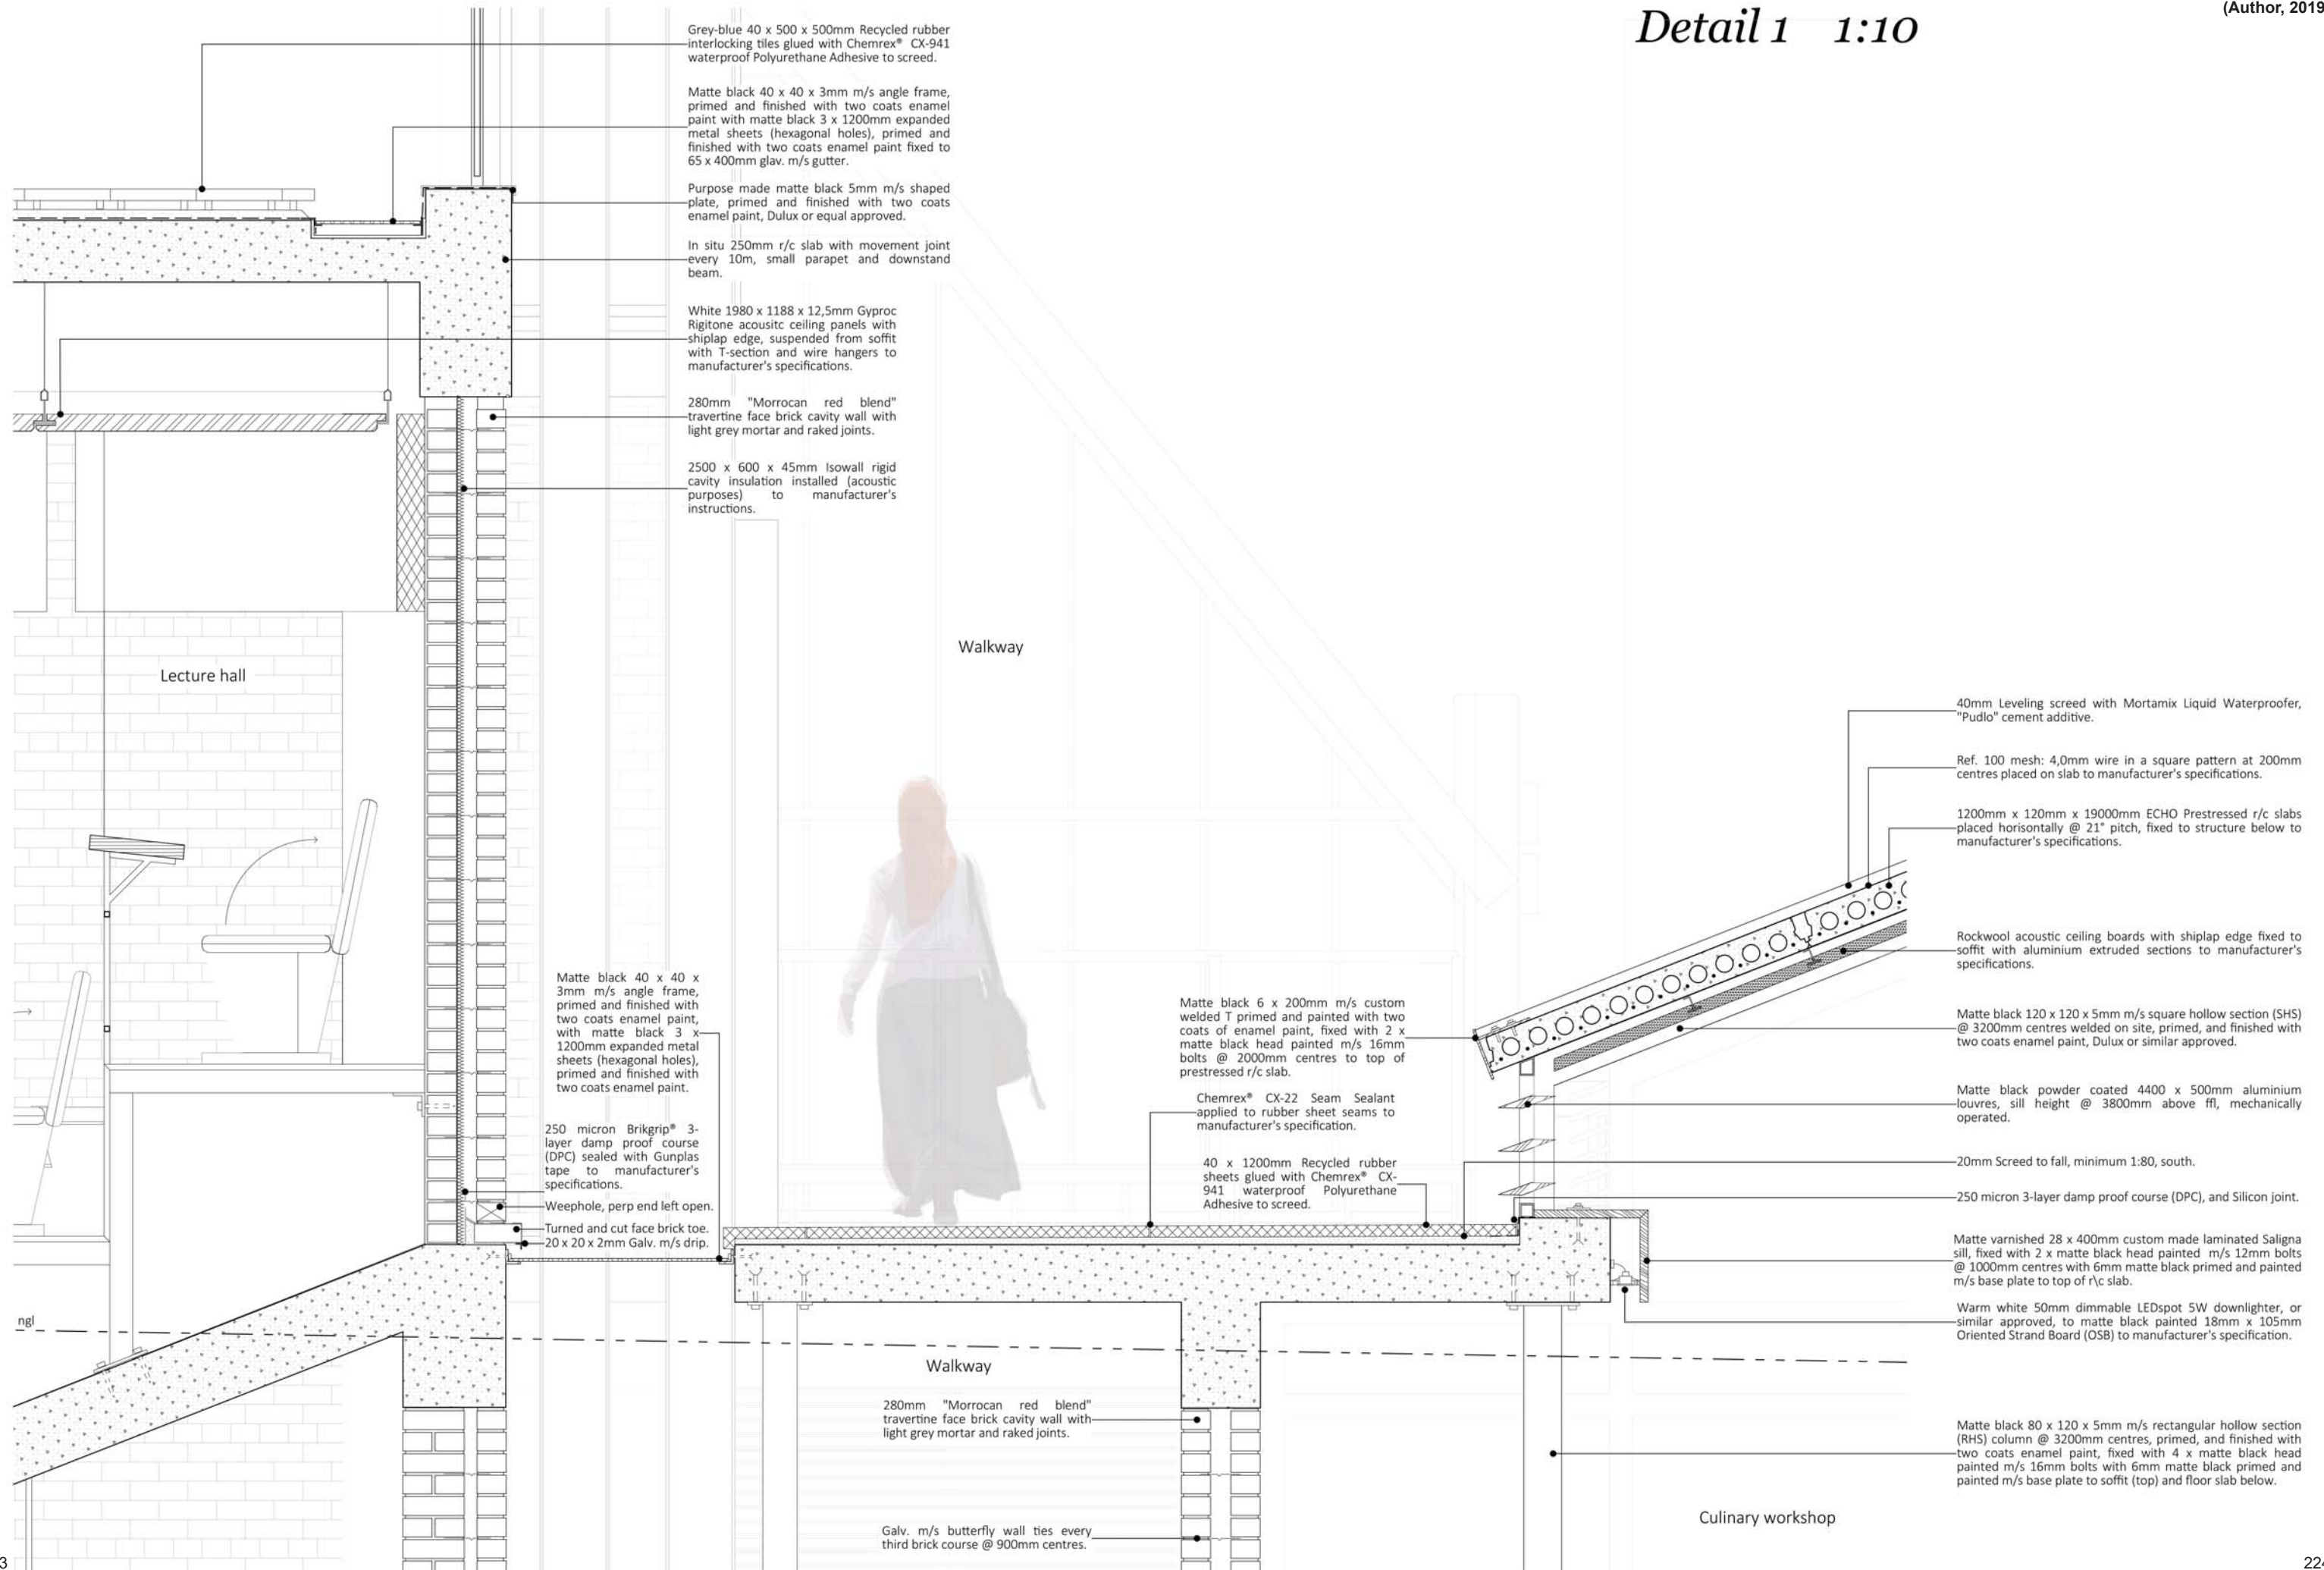 (Author, 2019
Detail 1 1:10
Grey-blue 40 x 500 x 500mm Recycled rubber
interlocking tiles glued with Chemrex® CX-941
waterproof Polyurethane Adhesive to screed.
Matte black 40 x 40 x 3mm m/s angle frame,
primed and finished with two coats enamel
paint with matte black 3 x 1200mm expanded
metal sheets (hexagonal holes), primed and
finished with two coats enamel paint fixed to
65 x 400mm glav. m/s gutter.
Purpose made matte black 5mm m/s shaped
plate, primed and finished with two coats
enamel paint, Dulux or equal approved.
In situ 250mm r/c slab with movement joint
every 10m, small parapet and downstand
beam.
White 1980 x 1188 x 12,5mm Gyproc
Rigitone acousitc ceiling panels with
shiplap edge, suspended from soffit
with T-section and wire hangers to
manufacturer's specifications.
280mm "Morrocan red blend"
travertine face brick cavity wall with
light grey mortar and raked joints.
2500 x 600 x 45mm Isowall rigid
cavity insulation installed (acoustic
purposes) to manufacturer's
instructions.
Lecture hall
Walkway
40mm Leveling screed with Mortamix Liquid Waterproofer,
"Pudlo" cement additive.
Ref. 100 mesh: 4,0mm wire in a square pattern at 200mm
centres placed on slab to manufacturer's specifications.
1200mm x 120mm x 19000mm ECHO Prestressed r/c slabs
placed horisontally @ 21° pitch, fixed to structure below to
manufacturer's specifications.
Rockwool acoustic ceiling boards with shiplap edge fixed to
soffit with aluminium extruded sections to manufacturer's
specifications.
Matte black 120 x 120 x 5mm m/s square hollow section (SHS)
@ 3200mm centres welded on site, primed, and finished with
two coats enamel paint, Dulux or similar approved.
Matte black powder coated 4400 x 500mm aluminium
louvres, sill height @ 3800mm above ffl, mechanically
operated.
20mm Screed to fall, minimum 1:80, south.
250 micron 3-layer damp proof course (DPC), and Silicon joint.
Matte varnished 28 x 400mm custom made laminated Saligna
sill, fixed with 2 x matte black head painted m/s 12mm bolts
@ 1000mm centres with 6mm matte black primed and painted
m/s base plate to top of r\c slab.
Warm white 50mm dimmable LEDspot 5W downlighter, or
similar approved, to matte black painted 18mm x 105mm
Oriented Strand Board (OSB) to manufacturer's specification.
Matte black 80 x 120 x 5mm m/s rectangular hollow section
(RHS) column @ 3200mm centres, primed, and finished with
two coats enamel paint, fixed with 4 x matte black head
painted m/s 16mm bolts with 6mm matte black primed and
painted m/s base plate to soffit (top) and floor slab below.
Matte black 40 x 40 x
3mm m/s angle frame,
primed and finished with
two coats enamel paint,
with matte black 3 x
1200mm expanded metal
sheets (hexagonal holes),
primed and finished with
two coats enamel paint.
250 micron Brikgrip® 3-
layer damp proof course
(DPC) sealed with Gunplas
tape to manufacturer's
specifications.
Weephole, perp end left open.
Turned and cut face brick toe.
20 x 20 x 2mm Galv. m/s drip.
Matte black 6 x 200mm m/s custom
welded T primed and painted with two
coats of enamel paint, fixed with 2 x
matte black head painted m/s 16mm
bolts @ 2000mm centres to top of
prestressed r/c slab.
Chemrex® CX-22 Seam Sealant
applied to rubber sheet seams to
manufacturer's specification.
40 x 1200mm Recycled rubber
sheets glued with Chemrex® CX-
941 waterproof Polyurethane
Adhesive to screed.
ngl
Walkway
280mm "Morrocan red blend"
travertine face brick cavity wall with
light grey mortar and raked joints.
Galv. m/s butterfly wall ties every
third brick course @ 900mm centres.
Culinary workshop
3
224